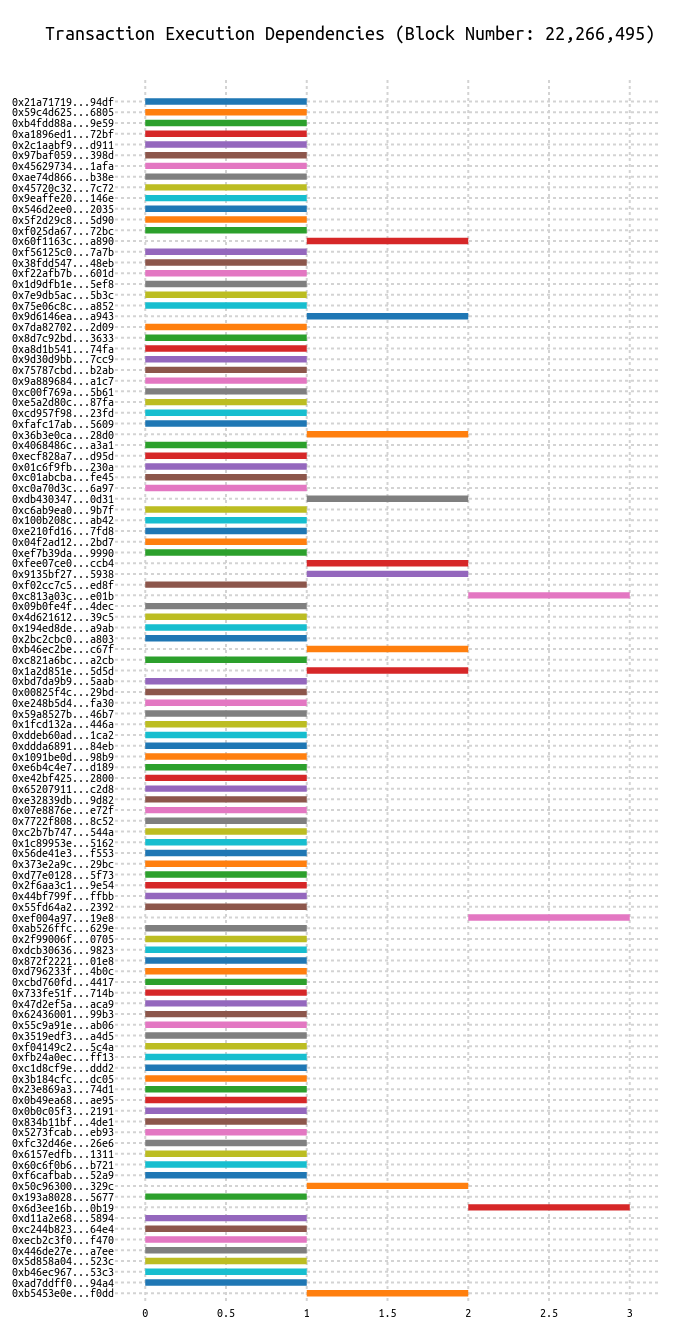 Transaction Execution Dependencies (Block Number: 22,266,495)
0x21a71719...94df
0x59c4d625...6805
0xb4fdd88a...9e59
0xa1896ed1...72bf
0x2c1aabf9...d911
0x97baf059...398d
0x45629734...1afa
0xae74d866...b38e
0x45720c32...7c72
0x9eaffe20...146e
0x546d2ee0...2035
0x5f2d29c8...5d90
0xf025da67...72bc
0x60f1163c...a890
0xf56125c0...7a7b
0x38fdd547...48eb
0xf22afb7b...601d
0x1d9dfb1e...5ef8
0x7e9db5ac...5b3c
0x75e06c8c...a852
0x9d6146ea...a943
0x7da82702...2d09
0x8d7c92bd...3633
0xa8d1b541...74fa
0x9d30d9bb...7cc9
0x75787cbd...b2ab
0x9a889684...a1c7
0xc00f769a...5b61
0xe5a2d80c...87fa
0xcd957f98...23fd
0xfafc17ab...5609
0x36b3e0ca...28d0
0x4068486c...a3a1
0xecf828a7...d95d
0x01c6f9fb...230a
0xc01abcba...fe45
0xc0a70d3c...6a97
0xdb430347...0d31
0xc6ab9ea0...9b7f
0x100b208c...ab42
0xe210fd16...7fd8
0x04f2ad12...2bd7
0xef7b39da...9990
0xfee07ce0...ccb4
0x9135bf27...5938
0xf02cc7c5...ed8f
0xc813a03c...e01b
0x09b0fe4f...4dec
0x4d621612...39c5
0x194ed8de...a9ab
0x2bc2cbc0...a803
0xb46ec2be...c67f
0xc821a6bc...a2cb
0x1a2d851e...5d5d
0xbd7da9b9...5aab
0x00825f4c...29bd
0xe248b5d4...fa30
0x59a8527b...46b7
0x1fcd132a...446a
0xddeb60ad...1ca2
0xddda6891...84eb
0x1091be0d...98b9
0xe6b4c4e7...d189
0xe42bf425...2800
0x65207911...c2d8
0xe32839db...9d82
0x07e8876e...e72f
0x7722f808...8c52
0xc2b7b747...544a
0x1c89953e...5162
0x56de41e3...f553
0x373e2a9c...29bc
0xd77e0128...5f73
0x2f6aa3c1...9e54
0x44bf799f...ffbb
0x55fd64a2...2392
0xef004a97...19e8
0xab526ffc...629e
0x2f99006f...0705
0xdcb30636...9823
0x872f2221...01e8
0xd796233f...4b0c
0xcbd760fd...4417
0x733fe51f...714b
0x47d2ef5a...aca9
0x62436001...99b3
0x55c9a91e...ab06
0x3519edf3...a4d5
0xf04149c2...5c4a
0xfb24a0ec...ff13
0xc1d8cf9e...ddd2
0x3b184cfc...dc05
0x23e869a3...74d1
0x0b49ea68...ae95
0x0b0c05f3...2191
0x834b11bf...4de1
0x5273fcab...eb93
0xfc32d46e...26e6
0x6157edfb...1311
0x60c6f0b6...b721
0xf6cafbab...52a9
0x50c96300...329c
0x193a8028...5677
0x6d3ee16b...0b19
0xd11a2e68...5894
0xc244b823...64e4
0xecb2c3f0...f470
0x446de27e...a7ee
0x5d858a04...523c
0xb46ec967...53c3
0xad7ddff0...94a4
0xb5453e0e...f0dd
0 0.5 1 1.5 2 2.5 3